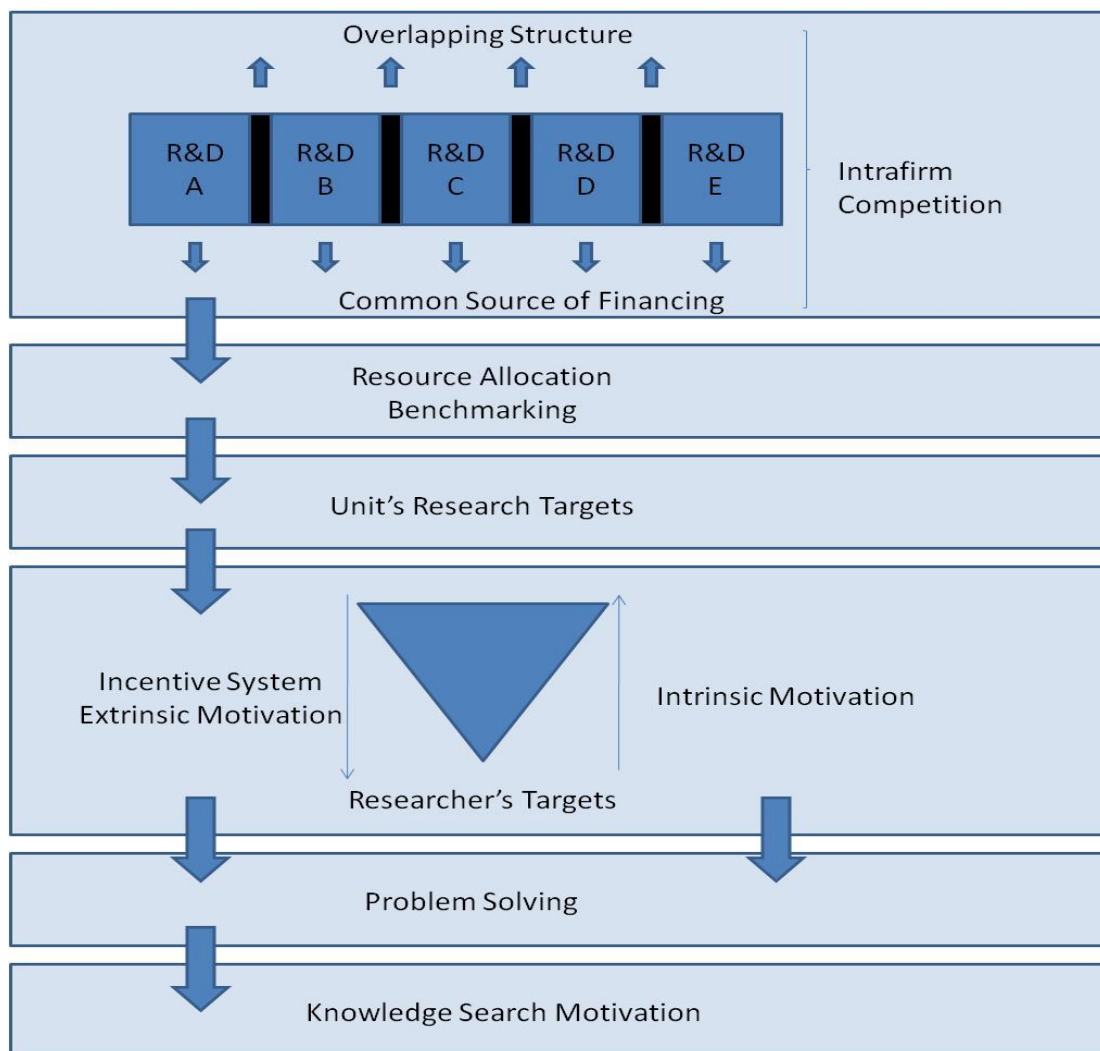 Overlapping Structure
R&D
A
R&D
B
R&D
C
R&D
D
R&D
E
Intrafirm
Competition
Common Source of Financing
Resource Allocation
Benchmarking
Unit's Research Targets
Incentive System
Extrinsic Motivation
Intrinsic Motivation
Researcher's Targets
Problem Solving
Knowledge Search Motivation